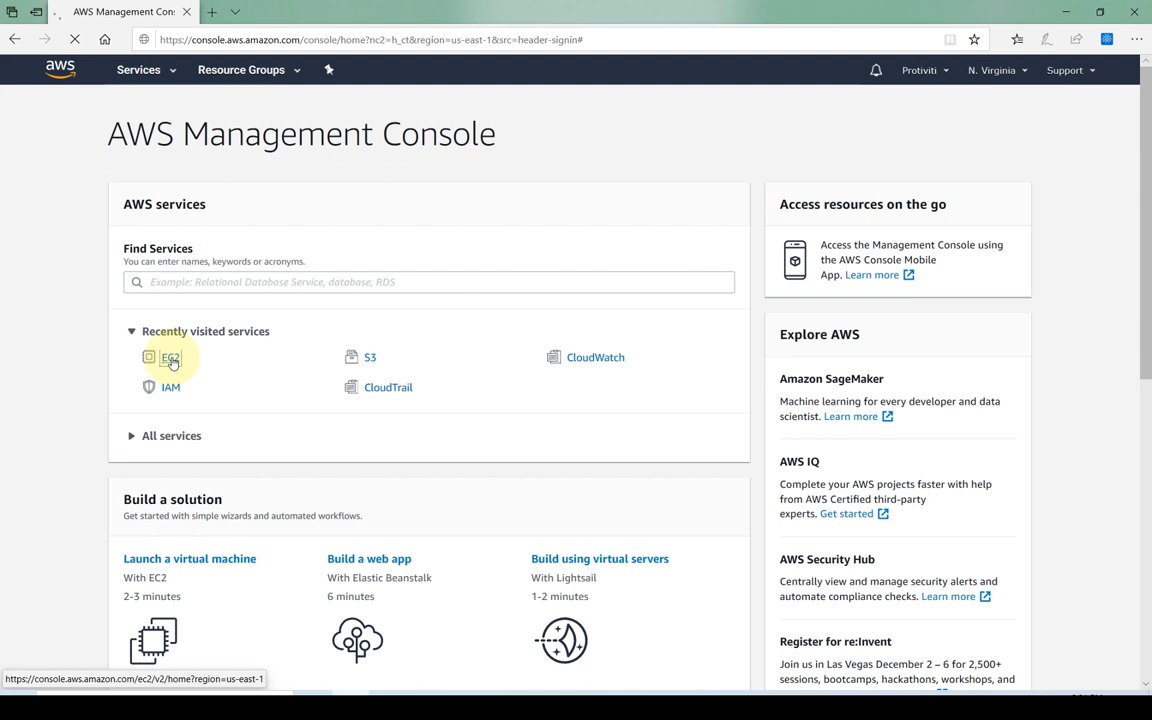 AWS Management Cons
https://console.aws.amazon.com/console/home?nc2=h_ct&region=us-east-1&src=header-signin#
aws Services Resource Groups Protiviti N. Virginia Support
AWS Management Console
AWS services
Find Services
You can enter names, keywords or acronyms.
Example: Relational Database Service, database, RDS
Recently visited services
EC2 S3 CloudWatch
IAM CloudTrail
All services
Build a solution
Get started with simple wizards and automated workflows.
Launch a virtual machine Build a web app Build using virtual servers
With EC2 With Elastic Beanstalk With Lightsail
2-3 minutes 6 minutes 1-2 minutes
Access resources on the go
Access the Management Console using
the AWS Console Mobile
App. Learn more
Explore AWS
Amazon SageMaker
Machine learning for every developer and data
scientist. Learn more
AWS IQ
Complete your AWS projects faster with help
from AWS Certified third-party
experts. Get started
AWS Security Hub
Centrally view and manage security alerts and
automate compliance checks. Learn more
Register for re:Invent
Join us in Las Vegas December 2 – 6 for 2,500+
sessions, bootcamps, hackathons, workshops, and
https://console.aws.amazon.com/ec2/v2/home?region=us-east-1